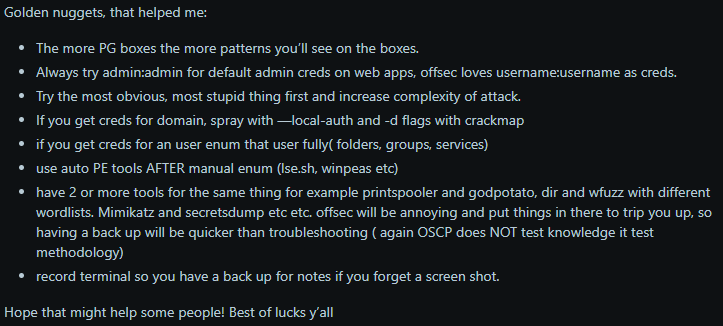 Golden nuggets, that helped me:
• The more PG boxes the more patterns you'll see on the boxes.
• Always try admin:admin for default admin creds on web apps, offsec loves username:username as creds.
• Try the most obvious, most stupid thing first and increase complexity of attack.
• If you get creds for domain, spray with —local-auth and -d flags with crackmap
• if you get creds for an user enum that user fully( folders, groups, services)
• use auto PE tools AFTER manual enum (lse.sh, winpeas etc)
• have 2 or more tools for the same thing for example printspooler and godpotato, dir and wfuzz with different
wordlists. Mimikatz and secretsdump etc etc. offsec will be annoying and put things in there to trip you up, so
having a back up will be quicker than troubleshooting ( again OSCP does NOT test knowledge it test
methodology)
• record terminal so you have a back up for notes if you forget a screen shot.
Hope that might help some people! Best of lucks y'all